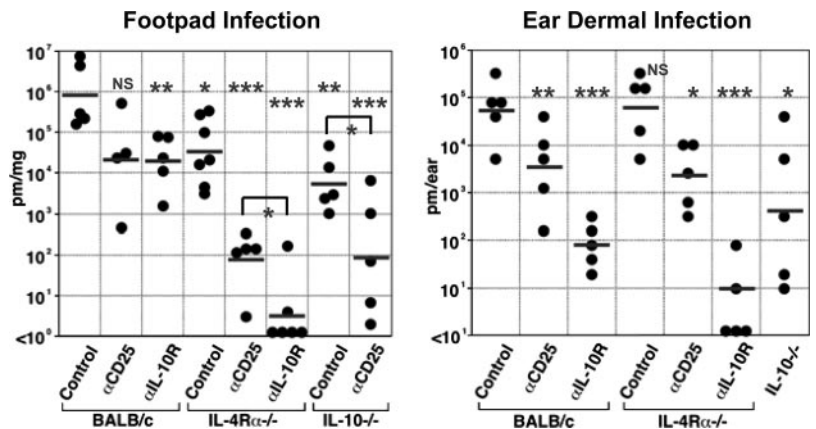 Footpad Infection
pm/mg
10⁷
10⁶
10⁵
10⁴
10³
10²
10¹
<10⁰
NS
**
*
***
***
**
***
*
*
Control
αCD25
αIL-10R
Control
αCD25
αIL-10R
Control
αCD25
BALB/c
IL-4Rα-/-
IL-10-/-
Ear Dermal Infection
pm/ear
10⁶
10⁵
10⁴
10³
10²
<10¹
**
***
NS
*
***
*
Control
αCD25
αIL-10R
Control
αCD25
αIL-10R
IL-10-/-
BALB/c
IL-4Rα-/-